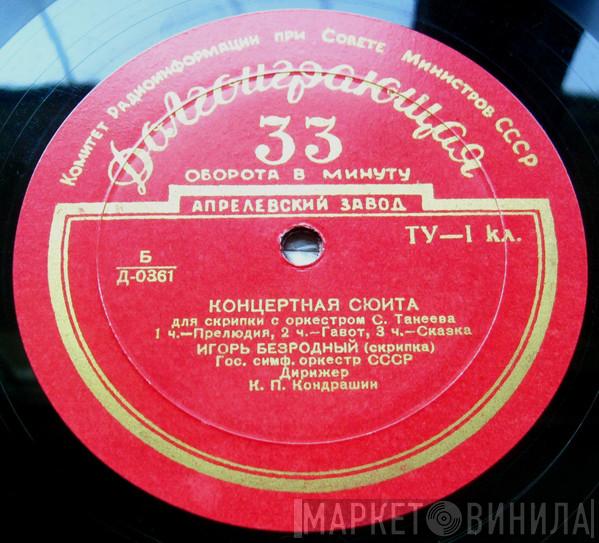 Комитет Радиоинформации при Совете Министров СССР
Долгоиграющая
33
ОБОРОТА В МИНУТУ
АПРЕЛЕВСКИЙ ЗАВОД
ТУ—I кл.
Б
Д-0361
КОНЦЕРТНАЯ СЮИТА
для скрипки с оркестром С. Танеева
1 ч.—Прелюдия, 2 ч.—Гавот, 3 ч.—Сказка
ИГОРЬ БЕЗРОДНЫЙ (скрипка)
Гос. симф. оркестр СССР
Дирижер
К. П. Кондрашин
МАРКЕТ ВИНИЛА